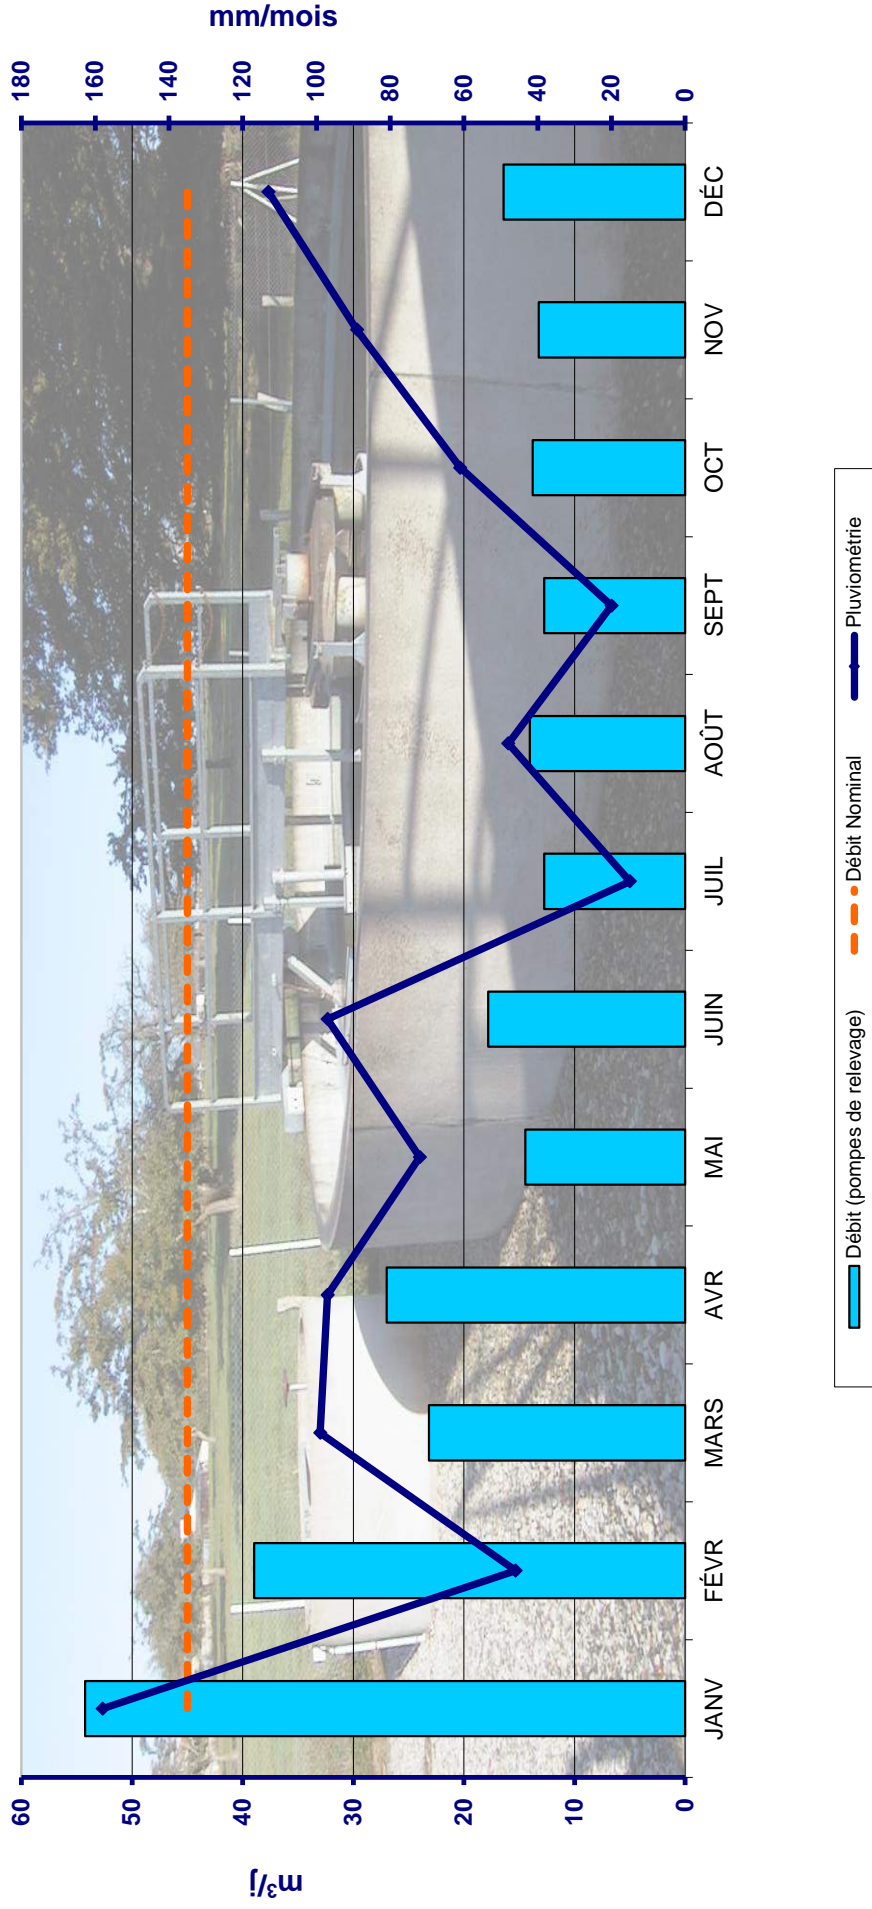 mm/mois
180
160
140
120
100
80
60
40
20
0
60
50
40
30
20
10
0
m³/j
JANV
FÉVR
MARS
AVR
MAI
JUIN
JUIL
AOÛT
SEPT
OCT
NOV
DÉC
Débit (pompes de relevage)
Débit Nominal
Pluviométrie